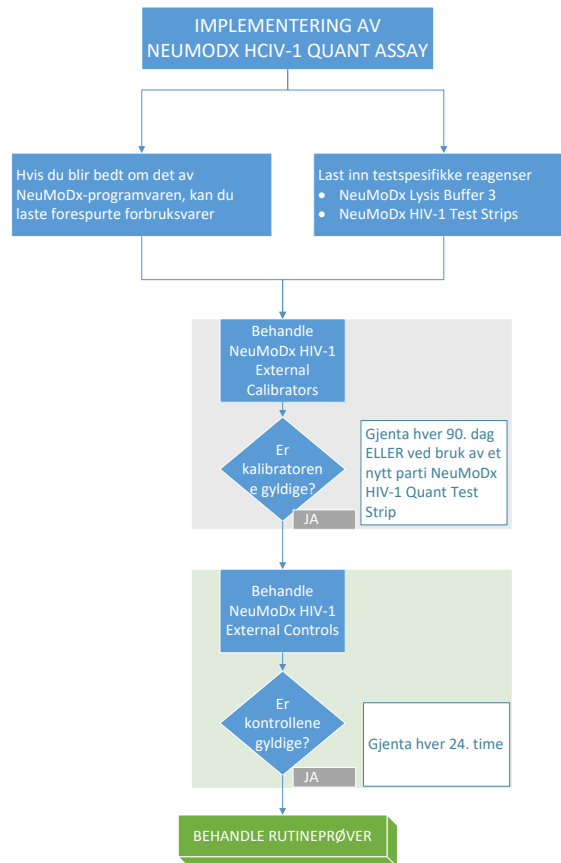 IMPLEMENTERING AV
NEUMODX HCIV-1 QUANT ASSAY
Hvis du blir bedt om det av
NeuMoDx-programvaren, kan du
laste forespurte forbruksvarer
Last inn testspesifikke reagenser
• NeuMoDx Lysis Buffer 3
• NeuMoDx HIV-1 Test Strips
Behandle
NeuMoDx HIV-1
External
Calibrators
Er
kalibratoren
e gyldige?
JA
Gjenta hver 90. dag
ELLER ved bruk av et
nytt parti NeuMoDx
HIV-1 Quant Test
Strip
Behandle
NeuMoDx HIV-1
External Controls
Er
kontrollene
gyldige?
JA
Gjenta hver 24. time
BEHANDLE RUTINEPRØVER